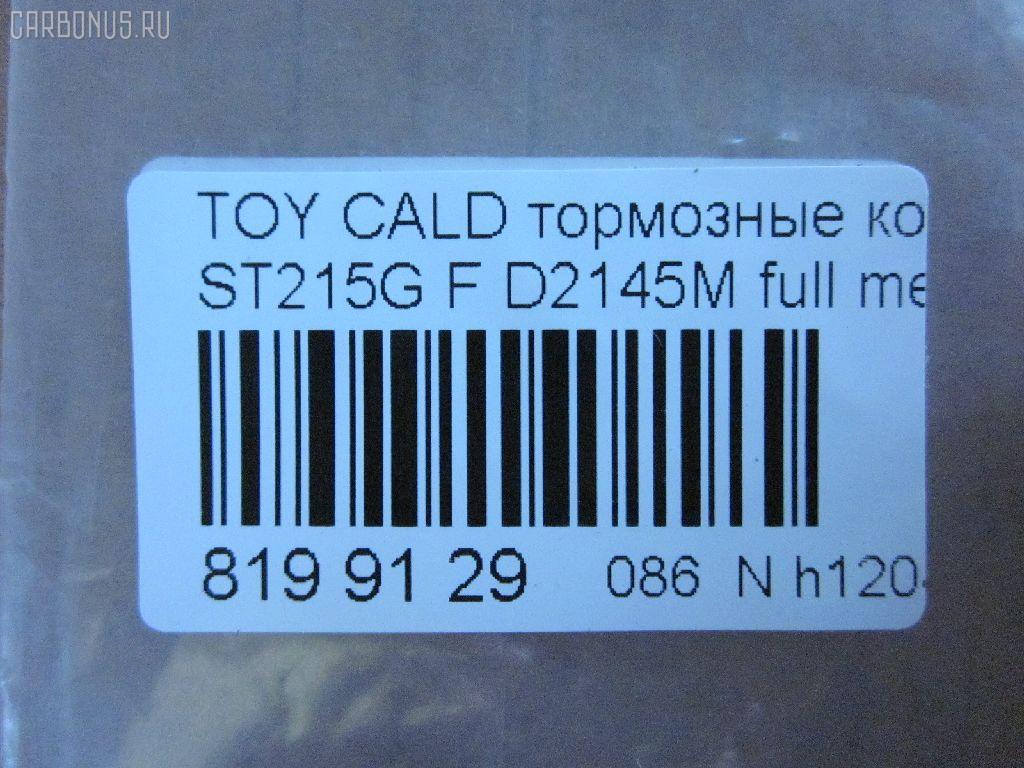 CARBONUS.RU
TOY CALD тормозные ко
ST215G F D2145M full me
819 91 29 086 N h120